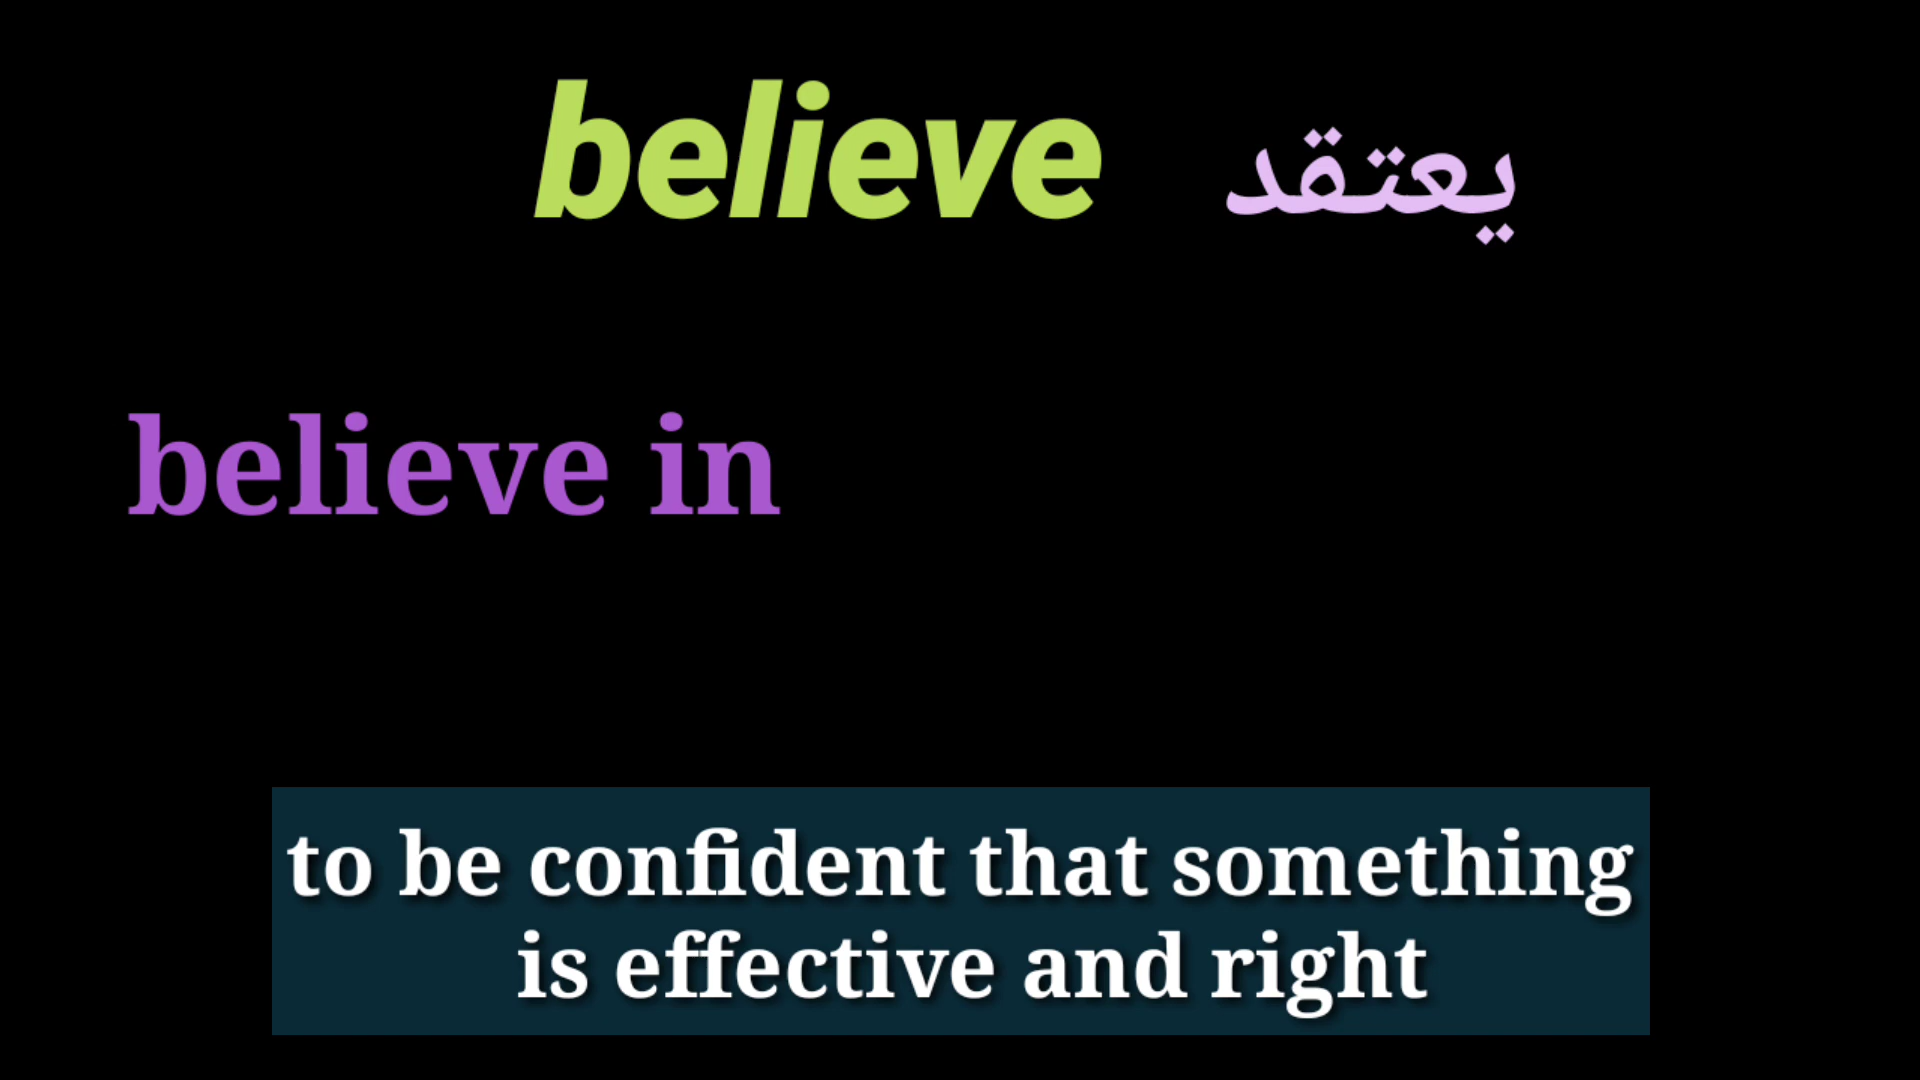 believe يعتقد
believe in
to be confident that something
is effective and right